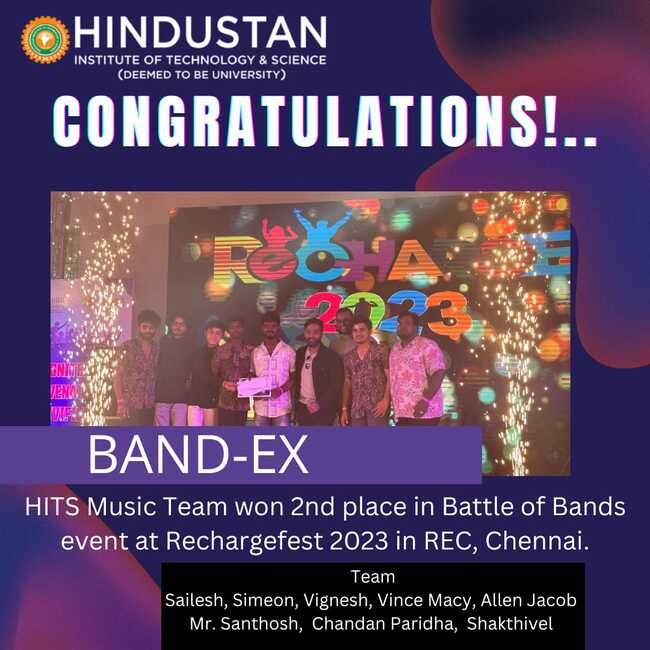 HINDUSTAN
INSTITUTE OF TECHNOLOGY & SCIENCE
(DEEMED TO BE UNIVERSITY)
CONGRATULATIONS!..
RECHA
2023
BAND-EX
HITS Music Team won 2nd place in Battle of Bands
event at Rechargefest 2023 in REC, Chennai.
Team
Sailesh, Simeon, Vignesh, Vince Macy, Allen Jacob
Mr. Santhosh, Chandan Paridha, Shakthivel